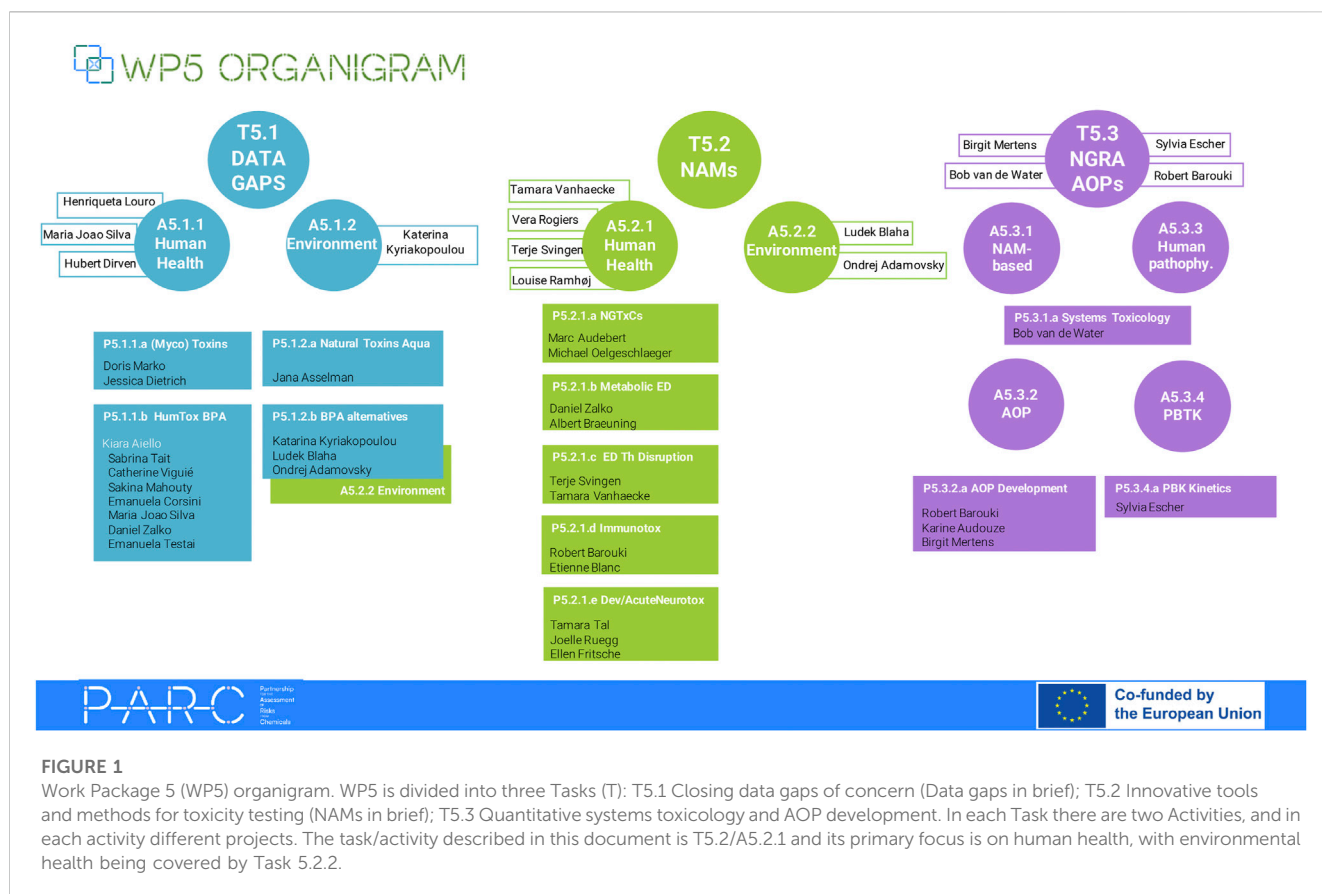 WP5 ORGANIGRAM
T5.1
DATA
GAPS
Henriqueta Louro
Maria Joao Silva
Hubert Dirven
A5.1.1
Human
Health
A5.1.2
Environment
Katerina
Kyriakopoulou
P5.1.1.a (Myco) Toxins
Doris Marko
Jessica Dietrich
P5.1.2.a Natural Toxins Aqua
Jana Asselman
P5.1.1.b HumTox BPA
Kiara Aiello
Sabrina Tait
Catherine Viguié
Sakina Mahouty
Emanuela Corsini
Maria Joao Silva
Daniel Zalko
Emanuela Testai
P5.1.2.b BPA alternatives
Katarina Kyriakopoulou
Ludek Blaha
Ondrej Adamovsky
A5.2.2 Environment
T5.2
NAMs
Tamara Vanhaecke
Vera Rogiers
Terje Svingen
Louise Ramhøj
A5.2.1
Human
Health
A5.2.2
Environment
Ludek Blaha
Ondrej Adamovsky
P5.2.1.a NGTxCs
Marc Audebert
Michael Oelgeschlaeger
P5.2.1.b Metabolic ED
Daniel Zalko
Albert Braeuning
P5.2.1.c ED Th Disruption
Terje Svingen
Tamara Vanhaecke
P5.2.1.d Immunotox
Robert Barouki
Etienne Blanc
P5.2.1.e Dev/AcuteNeurotox
Tamara Tal
Joelle Ruegg
Ellen Fritsche
T5.3
NGRA
AOPs
Birgit Mertens
Bob van de Water
Sylvia Escher
Robert Barouki
A5.3.1
NAM-
based
A5.3.3
Human
pathophy.
P5.3.1.a Systems Toxicology
Bob van de Water
A5.3.2
AOP
A5.3.4
PBTK
P5.3.2.a AOP Development
Robert Barouki
Karine Audouze
Birgit Mertens
P5.3.4.a PBK Kinetics
Sylvia Escher
P-A-R-C
Partnership
for the
Assessment
of
Risks
from
Chemicals
Co-funded by
the European Union
FIGURE 1
Work Package 5 (WP5) organigram. WP5 is divided into three Tasks (T): T5.1 Closing data gaps of concern (Data gaps in brief); T5.2 Innovative tools
and methods for toxicity testing (NAMs in brief); T5.3 Quantitative systems toxicology and AOP development. In each Task there are two Activities, and in
each activity different projects. The task/activity described in this document is T5.2/A5.2.1 and its primary focus is on human health, with environmental
health being covered by Task 5.2.2.